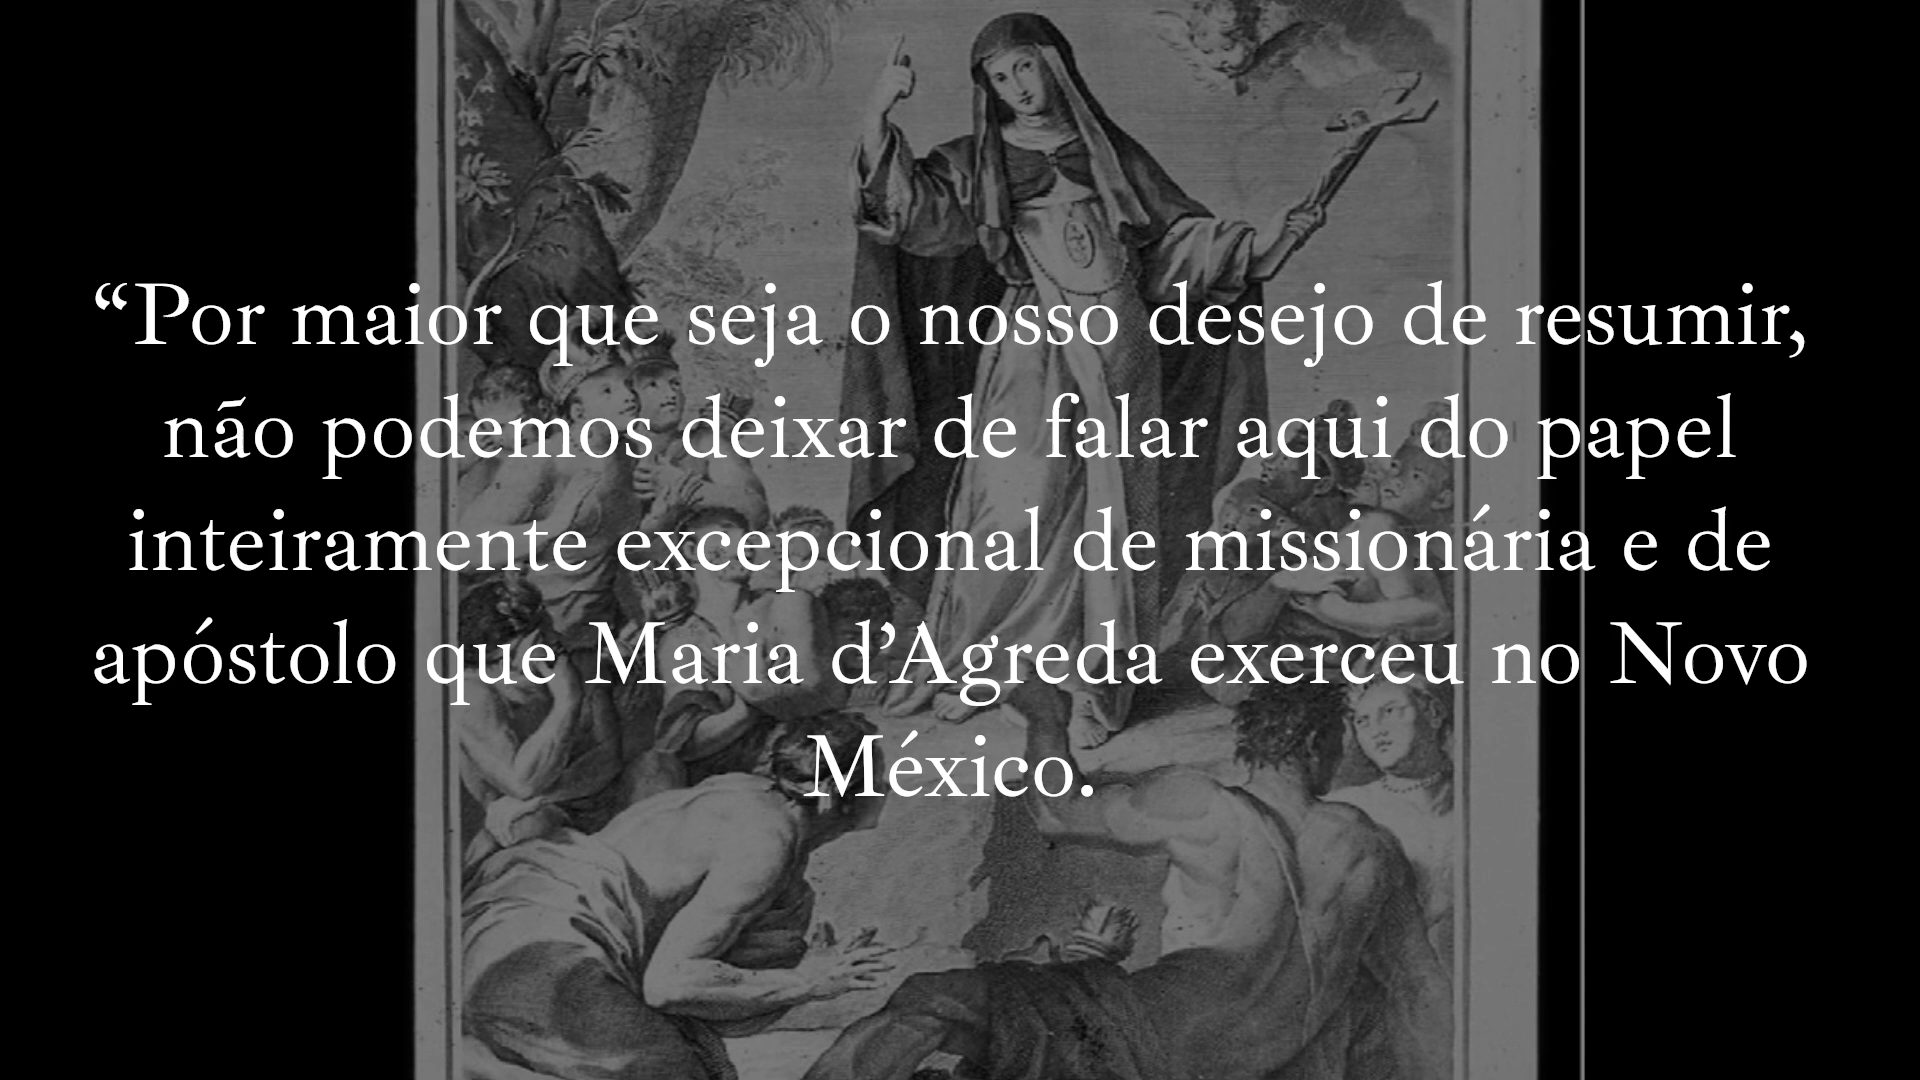 “Por maior que seja o nosso desejo de resumir,
não podemos deixar de falar aqui do papel
inteiramente excepcional de missionária e de
apóstolo que Maria d’Agreda exerceu no Novo
México.